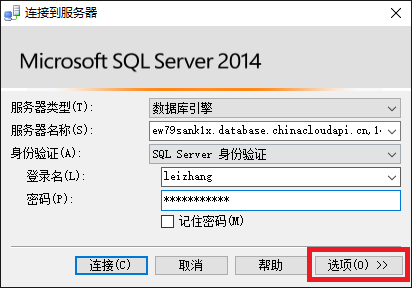 连接到服务器
Microsoft SQL Server 2014
服务器类型(T): 数据库引擎
服务器名称(S): ew79sank1x.database.chinacloudapi.cn,
身份验证(A): SQL Server 身份验证
登录名(L): leizhang
密码(P): ***********
记住密码(M)
连接(C) 取消 帮助 选项(O) >>